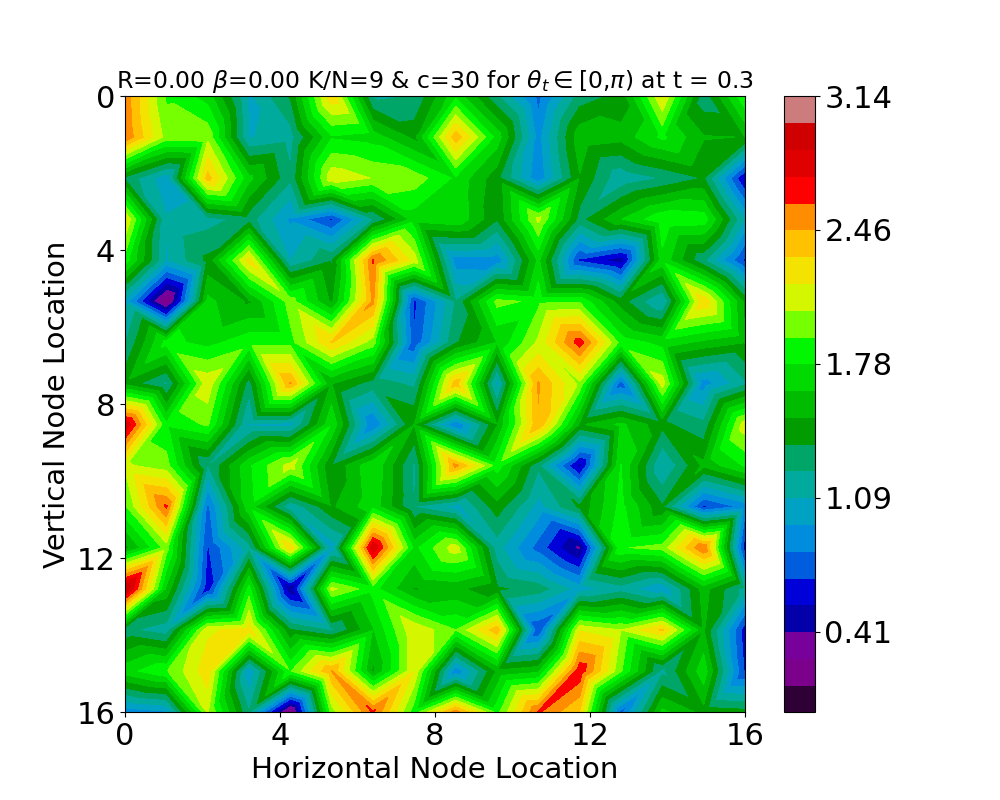 R=0.00 β=0.00 K/N=9 & c=30 for θ_t ∈ [0,π) at t = 0.3
0
4
8
12
16
Vertical Node Location
0 4 8 12 16
Horizontal Node Location
3.14
2.46
1.78
1.09
0.41